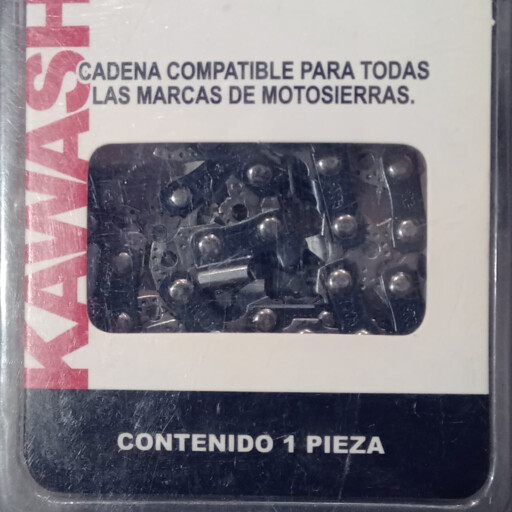 KAWASH
CADENA COMPATIBLE PARA TODAS
LAS MARCAS DE MOTOSIERRAS.
CONTENIDO 1 PIEZA